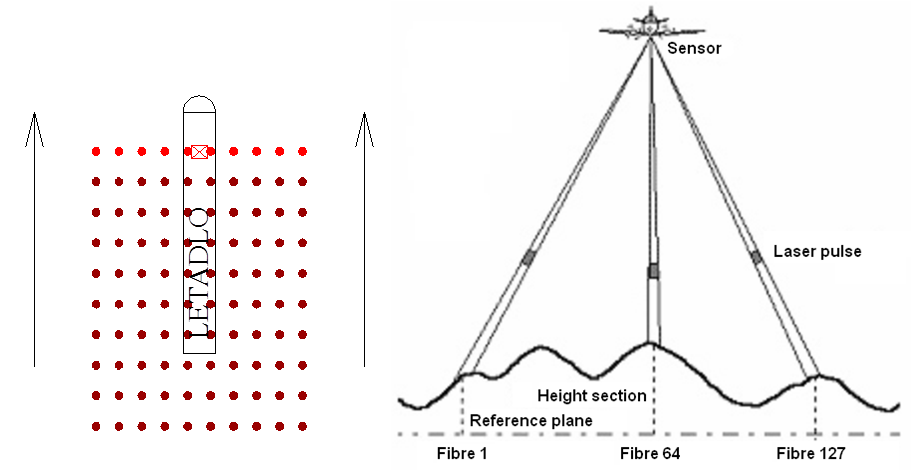 LETADLO
Sensor
Laser pulse
Height section
Reference plane
Fibre 1
Fibre 64
Fibre 127